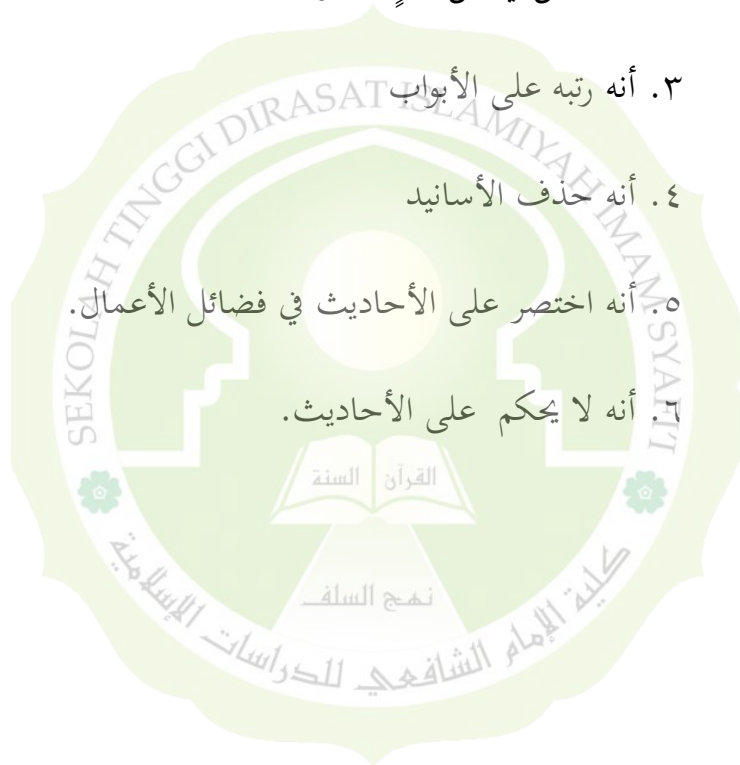 ٣. أنه رتبه على الأبواب
٤. أنه حذف الأسانيد
٥. أنه اختصر على الأحاديث في فضائل الأعمال.
٦. أنه لا يحكم على الأحاديث.
SEKOLAH TINGGI DIRASAT ISLAMIYAH IMAM SYAFI'I
القرآن السنة
نهج السلف
كلية الإمام الشافعي للدراسات الإسلامية